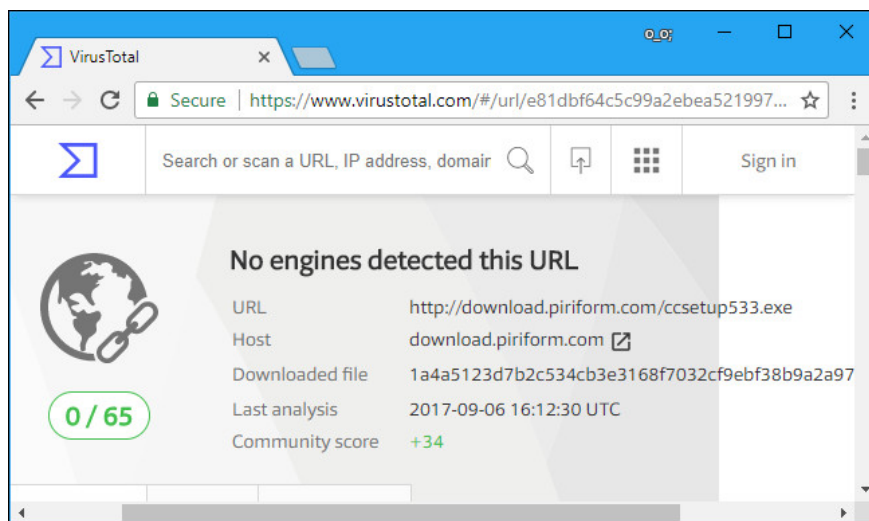 o_o;
VirusTotal
Secure https://www.virustotal.com/#/url/e81dbf64c5c99a2ebea521997...
Search or scan a URL, IP address, domain
Sign in
No engines detected this URL
URL http://download.piriform.com/ccsetup533.exe
Host download.piriform.com
Downloaded file 1a4a5123d7b2c534cb3e3168f7032cf9ebf38b9a2a97
0 / 65
Last analysis 2017-09-06 16:12:30 UTC
Community score +34